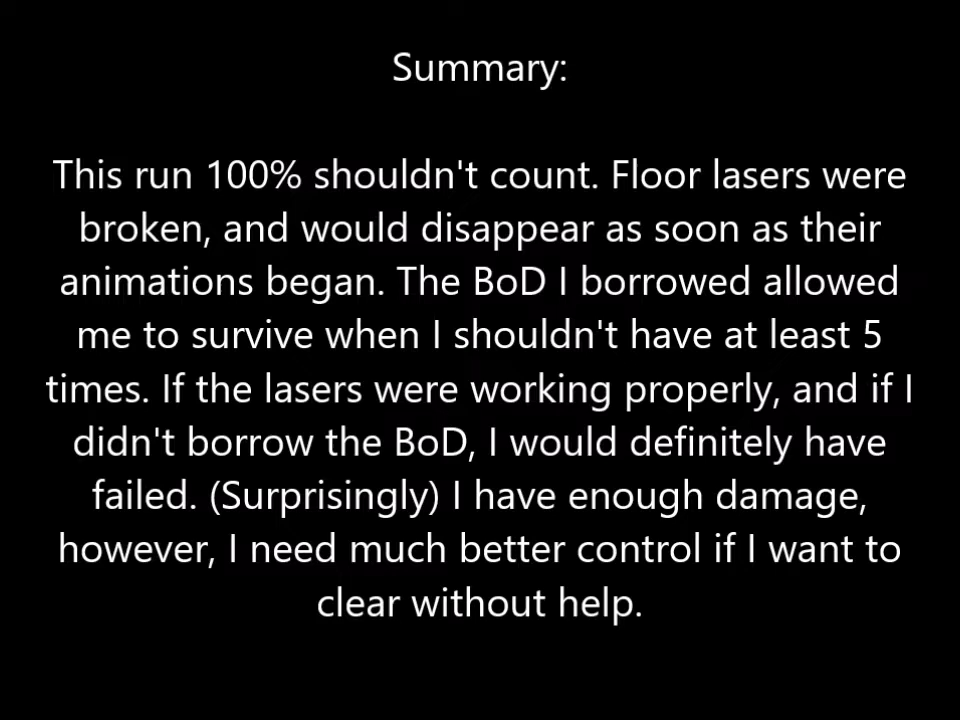 Summary:
This run 100% shouldn't count. Floor lasers were
broken, and would disappear as soon as their
animations began. The BoD I borrowed allowed
me to survive when I shouldn't have at least 5
times. If the lasers were working properly, and if I
didn't borrow the BoD, I would definitely have
failed. (Surprisingly) I have enough damage,
however, I need much better control if I want to
clear without help.